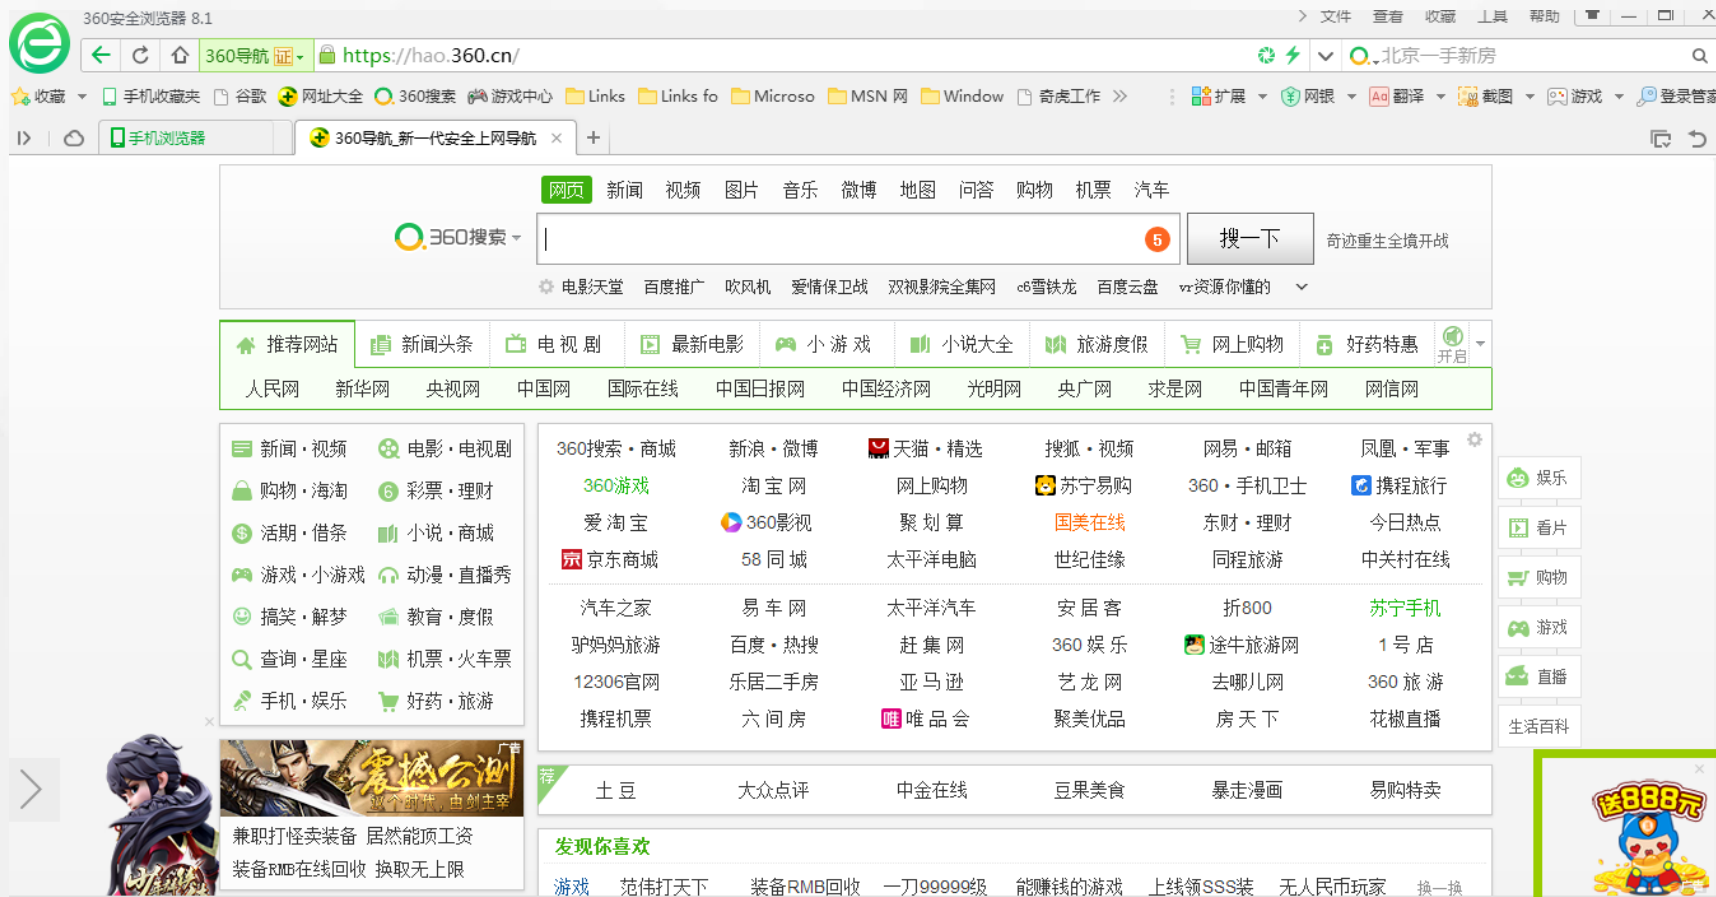 360安全浏览器 8.1
文件 查看 收藏 工具 帮助
360导航 证 https://hao.360.cn/ 北京一手新房
收藏 手机收藏夹 谷歌 网址大全 360搜索 游戏中心 Links Links fo Microso MSN 网 Window 奇虎工作 扩展 网银 Aa 翻译 截图 游戏 登录管家
手机浏览器 360导航_新一代安全上网导航
网页 新闻 视频 图片 音乐 微博 地图 问答 购物 机票 汽车
360搜索 5 搜一下 奇迹重生全境开战
电影天堂 百度推广 吹风机 爱情保卫战 双视影院全集网 c6雪铁龙 百度云盘 vr资源你懂的
推荐网站 新闻头条 电视剧 最新电影 小游戏 小说大全 旅游度假 网上购物 好药特惠 开启
人民网 新华网 央视网 中国网 国际在线 中国日报网 中国经济网 光明网 央广网 求是网 中国青年网 网信网
新闻·视频 电影·电视剧
购物·海淘 6 彩票·理财
活期·借条 小说·商城
游戏·小游戏 动漫·直播秀
搞笑·解梦 教育·度假
查询·星座 机票·火车票
手机·娱乐 好药·旅游
360搜索·商城 新浪·微博 天猫·精选 搜狐·视频 网易·邮箱 凤凰·军事
360游戏 淘宝网 网上购物 苏宁易购 360·手机卫士 携程旅行
爱淘宝 360影视 聚划算 国美在线 东财·理财 今日热点
京 京东商城 58同城 太平洋电脑 世纪佳缘 同程旅游 中关村在线
汽车之家 易车网 太平洋汽车 安居客 折800 苏宁手机
驴妈妈旅游 百度·热搜 赶集网 360娱乐 途牛旅游网 1号店
12306官网 乐居二手房 亚马逊 艺龙网 去哪儿网 360旅游
携程机票 六间房 唯 唯品会 聚美优品 房天下 花椒直播
娱乐
看片
购物
游戏
直播
生活百科
广告
震撼公测
这个时代，由剑主宰
兼职打怪卖装备 居然能顶工资
装备RMB在线回收 换取无上限
荐 土豆 大众点评 中金在线 豆果美食 暴走漫画 易购特卖
发现你喜欢
游戏 范伟打天下 装备RMB回收 一刀99999级 能赚钱的游戏 上线领SSS装 无人民币玩家 换一换
送888元